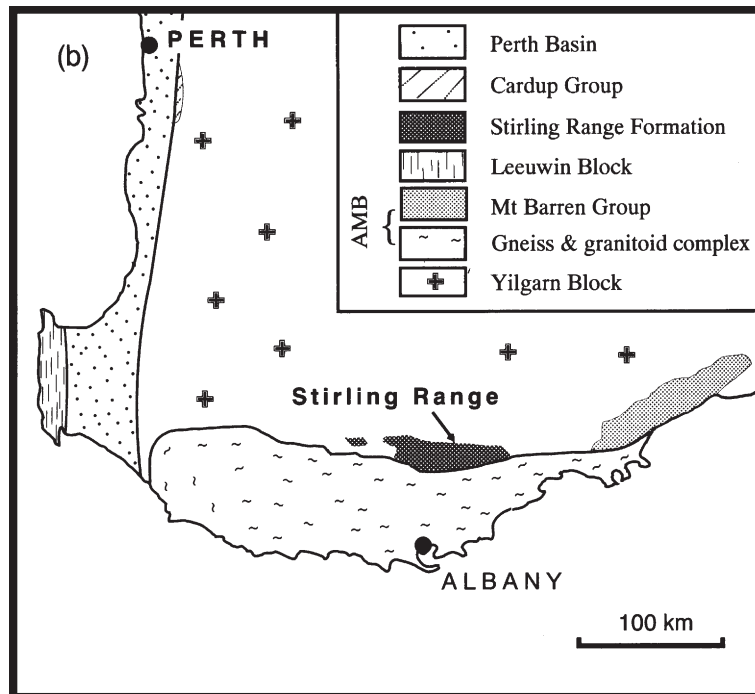 (b)
PERTH
Perth Basin
Cardup Group
Stirling Range Formation
Leeuwin Block
Mt Barren Group
AMB {
Gneiss & granitoid complex
Yilgarn Block
Stirling Range
ALBANY
100 km